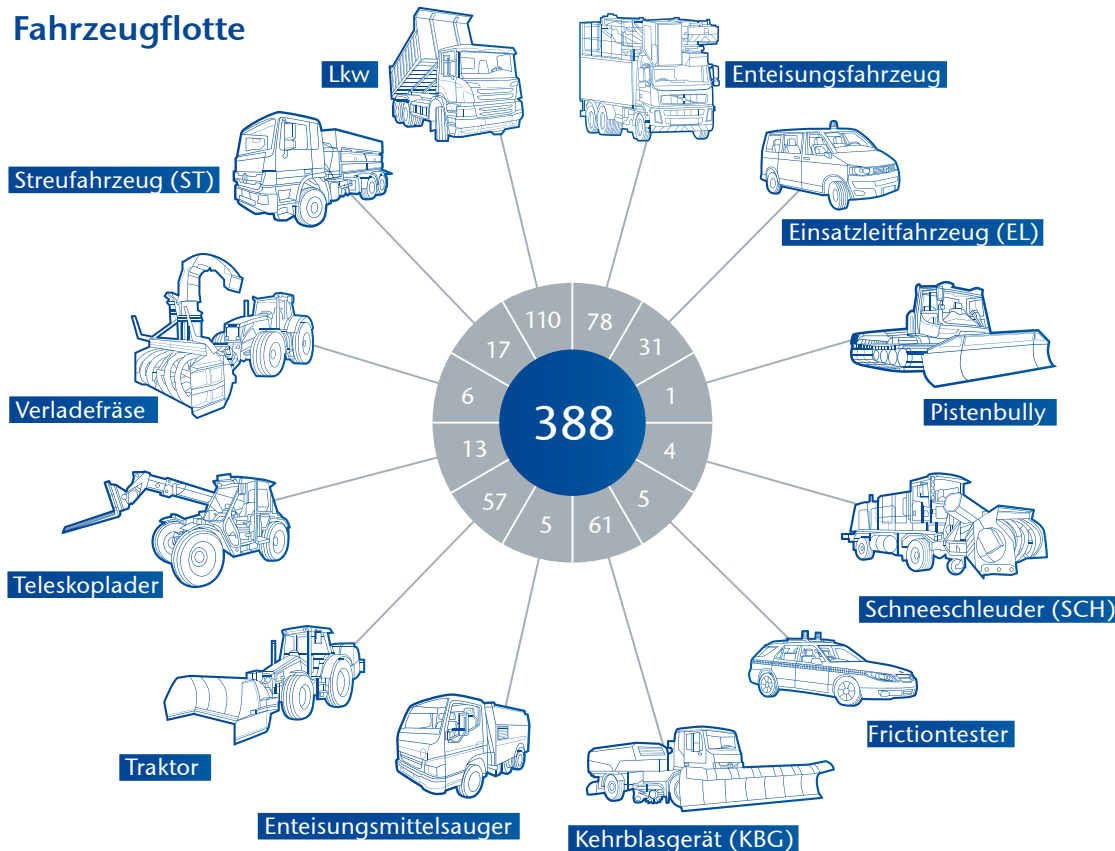 Fahrzeugflotte
Lkw
Enteisungsfahrzeug
Streufahrzeug (ST)
Einsatzleitfahrzeug (EL)
110
78
17
31
6
1
388
Verladefräse
Pistenbully
13
4
57
5
5
61
Teleskoplader
Schneeschleuder (SCH)
Frictiontester
Traktor
Enteisungsmittelsauger
Kehrblasgerät (KBG)